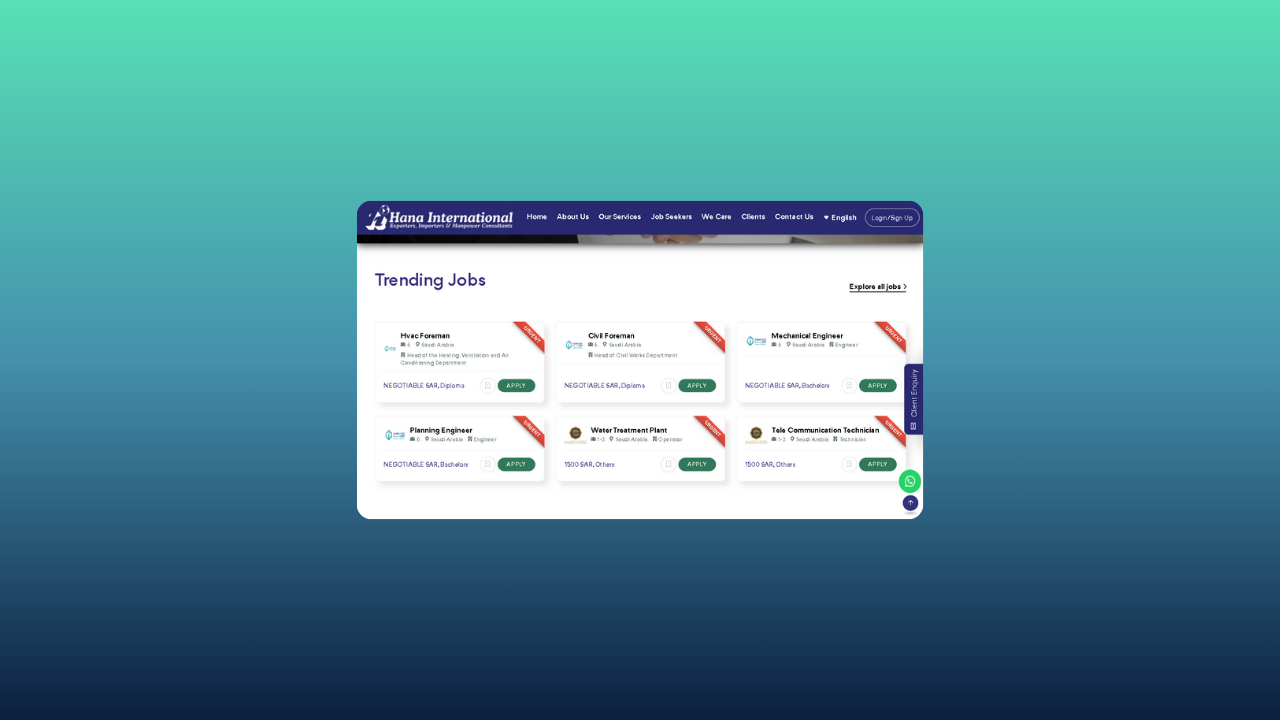 Hana International
Exporters, Importers & Manpower Consultants
Home About Us Our Services Job Seekers We Care Clients Contact Us English Login/Sign Up
Trending Jobs
Explore all jobs
Hvac Foreman
URGENT
6 Saudi Arabia
Head of the Heating, Ventilation and Air
Conditioning Department
NEGOTIABLE SAR, Diploma
APPLY
Civil Foreman
URGENT
6 Saudi Arabia
Head of Civil Works Department
NEGOTIABLE SAR, Diploma
APPLY
Mechanical Engineer
URGENT
6 Saudi Arabia Engineer
NEGOTIABLE SAR, Bachelors
APPLY
Client Enquiry
Planning Engineer
URGENT
6 Saudi Arabia Engineer
NEGOTIABLE SAR, Bachelors
APPLY
Water Treatment Plant
URGENT
1-3 Saudi Arabia Operator
1500 SAR, Others
APPLY
Tele Communication Technician
URGENT
1-3 Saudi Arabia Technician
1500 SAR, Others
APPLY